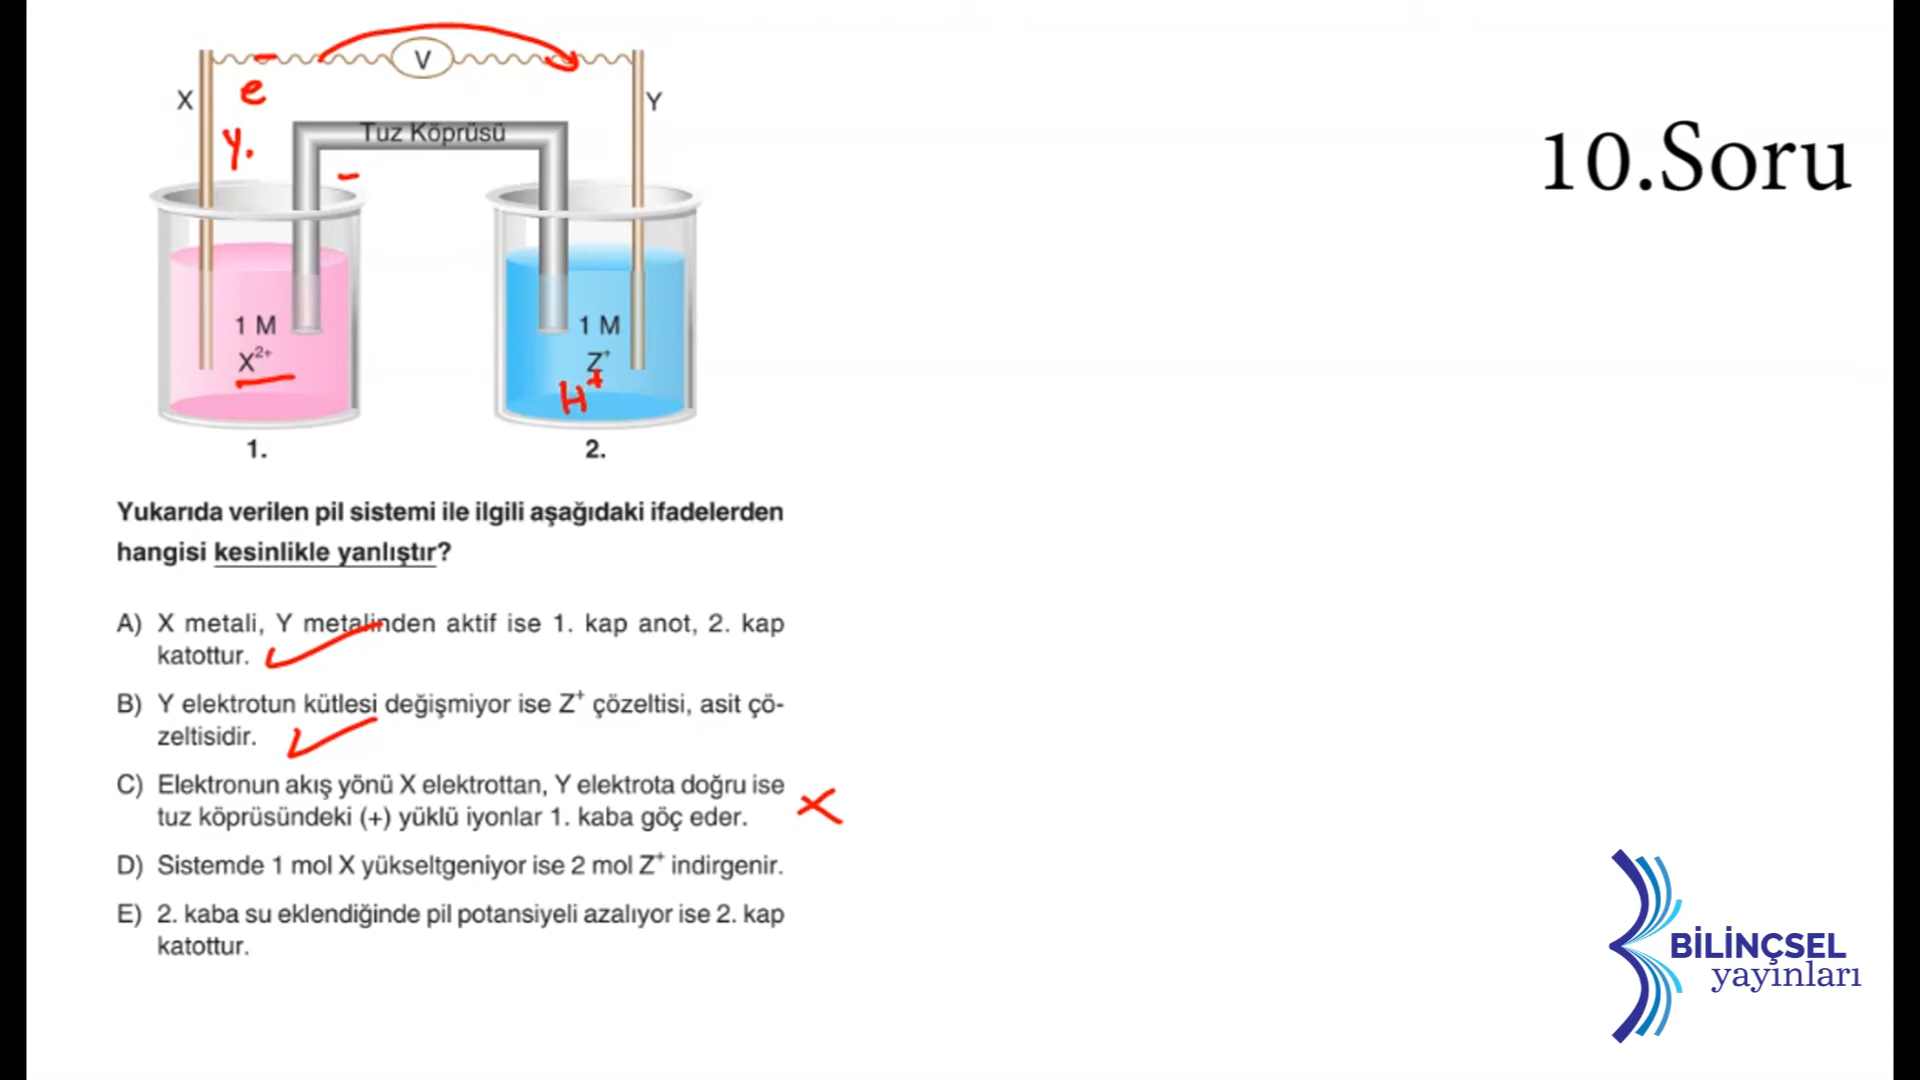 V
e⁻
X
Y
Tuz Köprüsü
Y.
-
10.Soru
1 M
X²⁺
1 M
Z⁺
H⁺
1.
2.
Yukarıda verilen pil sistemi ile ilgili aşağıdaki ifadelerden
hangisi kesinlikle yanlıştır?
A) X metali, Y metalinden aktif ise 1. kap anot, 2. kap
katottur.
B) Y elektrotun kütlesi değişmiyor ise Z⁺ çözeltisi, asit çö-
zeltisidir.
C) Elektronun akış yönü X elektrottan, Y elektrota doğru ise
tuz köprüsündeki (+) yüklü iyonlar 1. kaba göç eder.
D) Sistemde 1 mol X yükseltgeniyor ise 2 mol Z⁺ indirgenir.
E) 2. kaba su eklendiğinde pil potansiyeli azalıyor ise 2. kap
katottur.
BİLİNÇSEL
yayınları